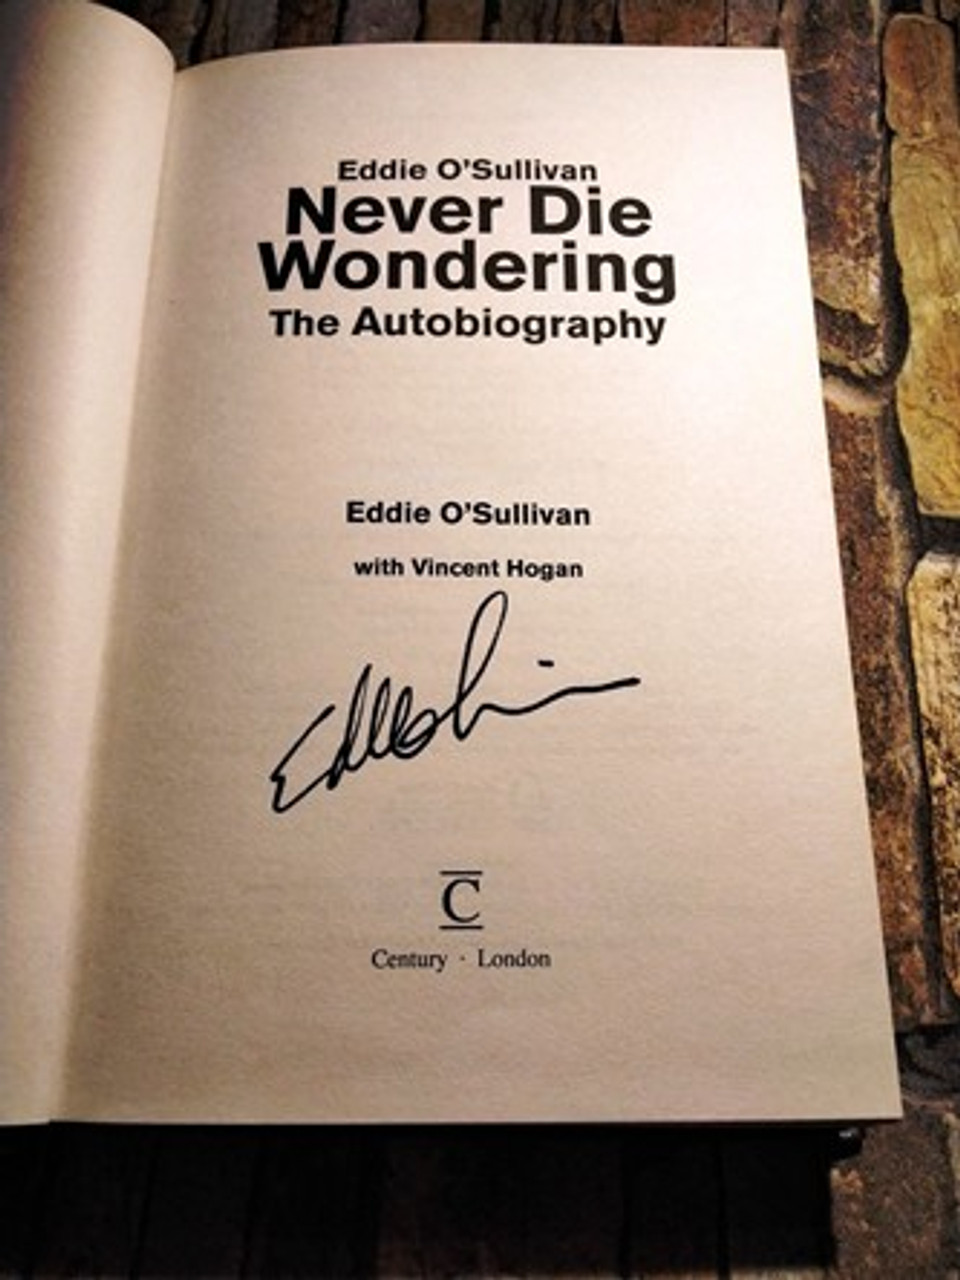 Eddie O'Sullivan
Never Die
Wondering
The Autobiography
Eddie O'Sullivan
with Vincent Hogan
C
Century · London